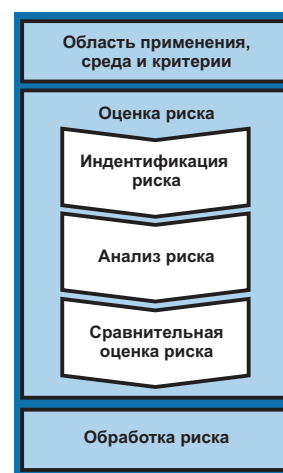 Область применения,
среда и критерии
Оценка риска
Индентификация
риска
Анализ риска
Сравнительная
оценка риска
Обработка риска